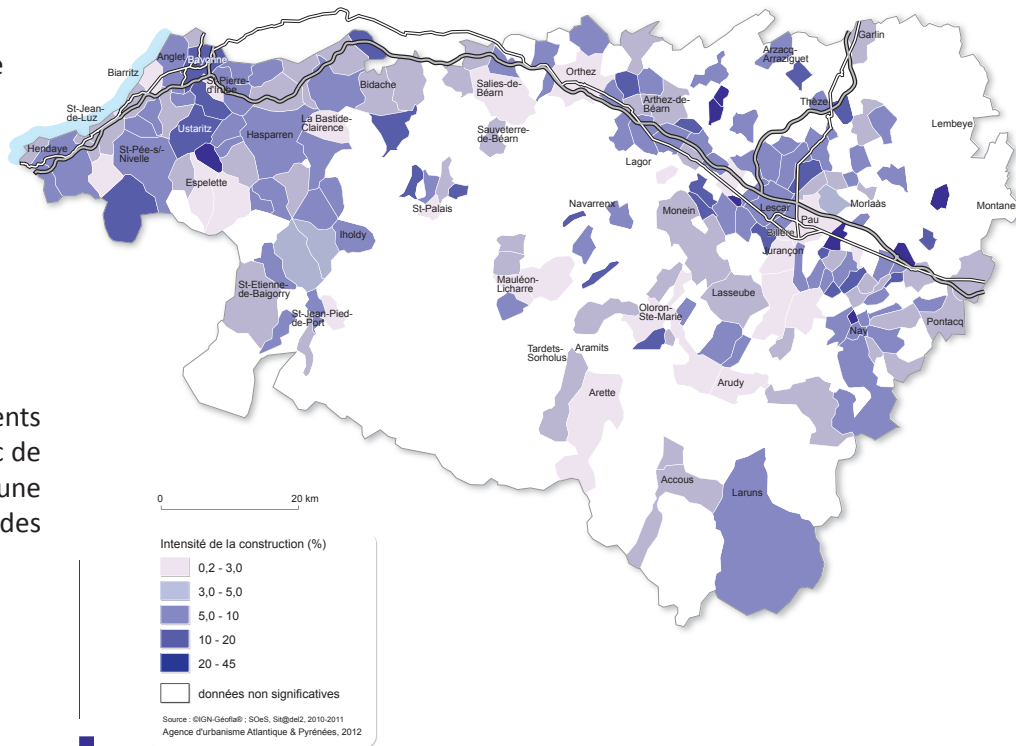 e
Garlin
Anglet
Bayonne
Arzacq-
Arraziguet
Biarritz
St-Pierre-
d'Irube
Bidache
Orthez
Salies-de-
Béarn
Arthez-de-
Béarn
Thèze
St-Jean-
de-Luz
La Bastide-
Clairence
Ustaritz
Hasparren
Sauveterre-
de-Béarn
Lembeye
Hendaye
St-Pée-s/-
Nivelle
Lagor
Espelette
St-Palais
Navarrenx
Monein
Lescar
Morlaàs
Montaner
Pau
Billère
Jurançon
Iholdy
St-Etienne-
de-Baigorry
Mauléon-
Licharre
Lasseube
St-Jean-Pied-
de-Port
Oloron-
Ste-Marie
Nay
Pontacq
Tardets-
Sorholus
Aramits
Arudy
Arette
Accous
Laruns
ents
c de
une
des
0 20 km
Intensité de la construction (%)
0,2 - 3,0
3,0 - 5,0
5,0 - 10
10 - 20
20 - 45
données non significatives
Source : ©IGN-Géofla® ; SOeS, Sit@del2, 2010-2011
Agence d'urbanisme Atlantique & Pyrénées, 2012